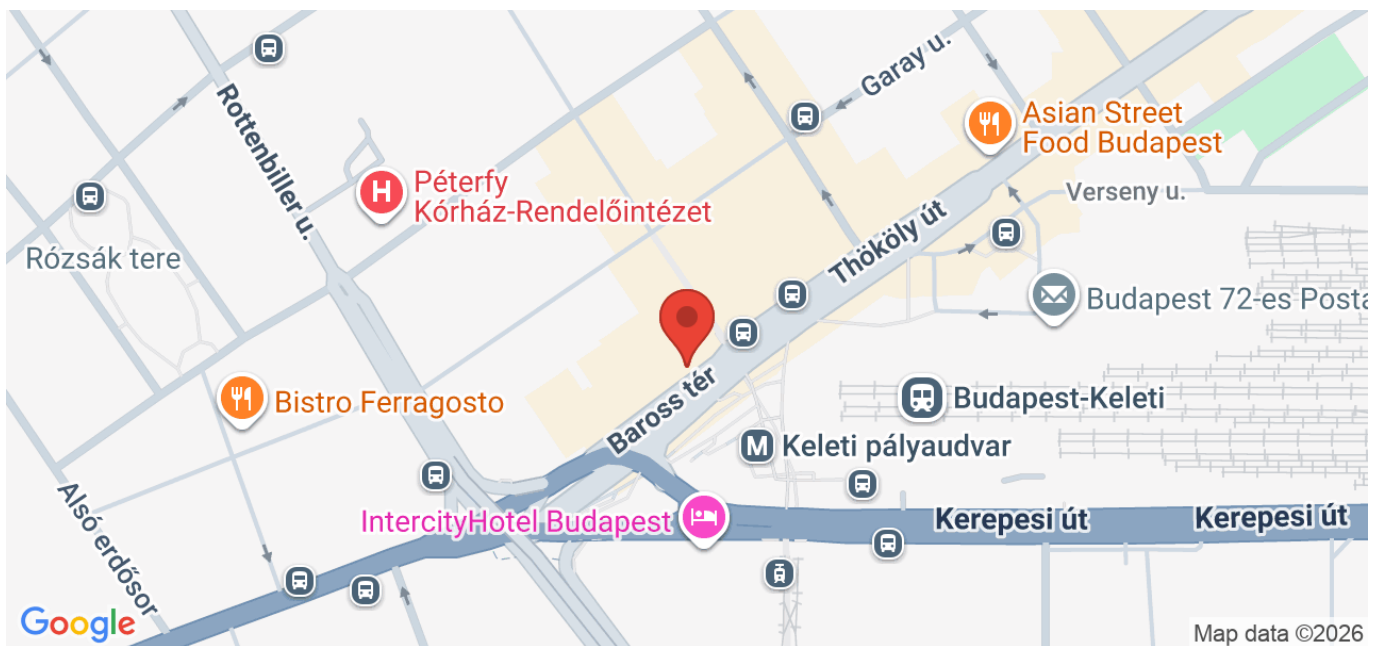 Garay u.
Asian Street
Food Budapest
Rottenbiller u.
Péterfy
Kórház-Rendelőintézet
Verseny u.
Rózsák tere
Thököly út
Budapest 72-es Posta
Baross tér
Bistro Ferragosto
Budapest-Keleti
M Keleti pályaudvar
Alsó erdősor
IntercityHotel Budapest
Kerepesi út
Kerepesi út
Google
Map data ©2026
H